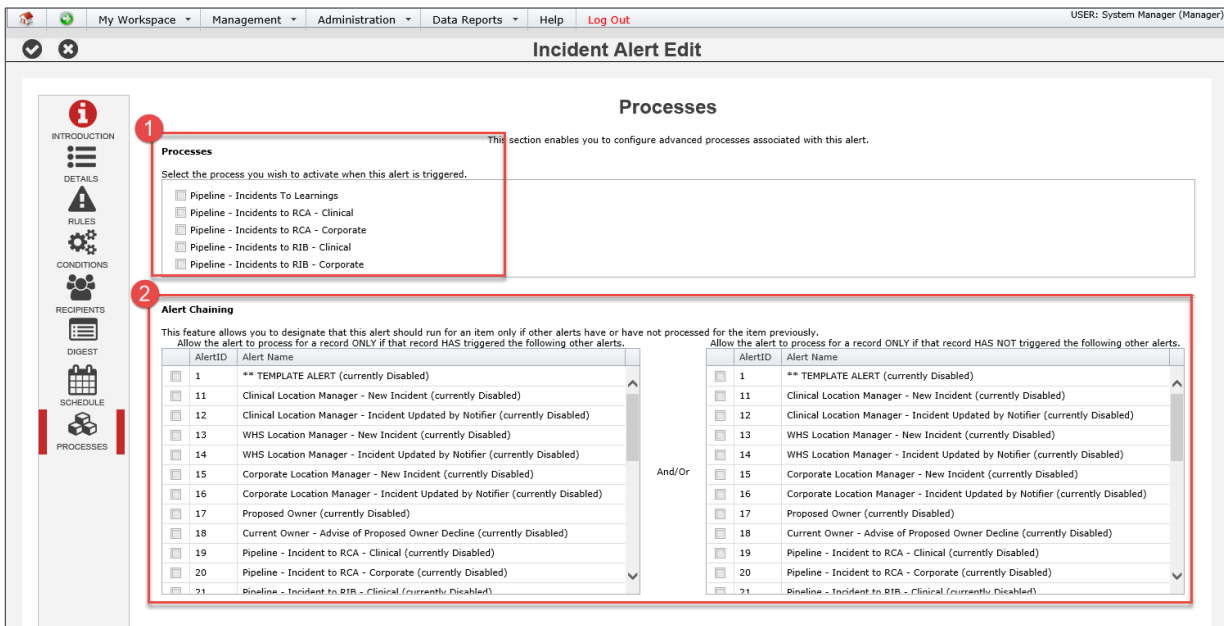 My Workspace Management Administration Data Reports Help Log Out
USER: System Manager (Manager)
Incident Alert Edit
INTRODUCTION
DETAILS
RULES
CONDITIONS
RECIPIENTS
DIGEST
SCHEDULE
PROCESSES
Processes
This section enables you to configure advanced processes associated with this alert.
1
Processes
Select the process you wish to activate when this alert is triggered.
Pipeline - Incidents To Learnings
Pipeline - Incidents to RCA - Clinical
Pipeline - Incidents to RCA - Corporate
Pipeline - Incidents to RIB - Clinical
Pipeline - Incidents to RIB - Corporate
2
Alert Chaining
This feature allows you to designate that this alert should run for an item only if other alerts have or have not processed for the item previously.
Allow the alert to process for a record ONLY if that record HAS triggered the following other alerts.
AlertID Alert Name
1 ** TEMPLATE ALERT (currently Disabled)
11 Clinical Location Manager - New Incident (currently Disabled)
12 Clinical Location Manager - Incident Updated by Notifier (currently Disabled)
13 WHS Location Manager - New Incident (currently Disabled)
14 WHS Location Manager - Incident Updated by Notifier (currently Disabled)
15 Corporate Location Manager - New Incident (currently Disabled)
16 Corporate Location Manager - Incident Updated by Notifier (currently Disabled)
17 Proposed Owner (currently Disabled)
18 Current Owner - Advise of Proposed Owner Decline (currently Disabled)
19 Pipeline - Incident to RCA - Clinical (currently Disabled)
20 Pipeline - Incident to RCA - Corporate (currently Disabled)
21 Pipeline - Incident to RIB - Clinical (currently Disabled)
And/Or
Allow the alert to process for a record ONLY if that record HAS NOT triggered the following other alerts.
AlertID Alert Name
1 ** TEMPLATE ALERT (currently Disabled)
11 Clinical Location Manager - New Incident (currently Disabled)
12 Clinical Location Manager - Incident Updated by Notifier (currently Disabled)
13 WHS Location Manager - New Incident (currently Disabled)
14 WHS Location Manager - Incident Updated by Notifier (currently Disabled)
15 Corporate Location Manager - New Incident (currently Disabled)
16 Corporate Location Manager - Incident Updated by Notifier (currently Disabled)
17 Proposed Owner (currently Disabled)
18 Current Owner - Advise of Proposed Owner Decline (currently Disabled)
19 Pipeline - Incident to RCA - Clinical (currently Disabled)
20 Pipeline - Incident to RCA - Corporate (currently Disabled)
21 Pipeline - Incident to RIB - Clinical (currently Disabled)